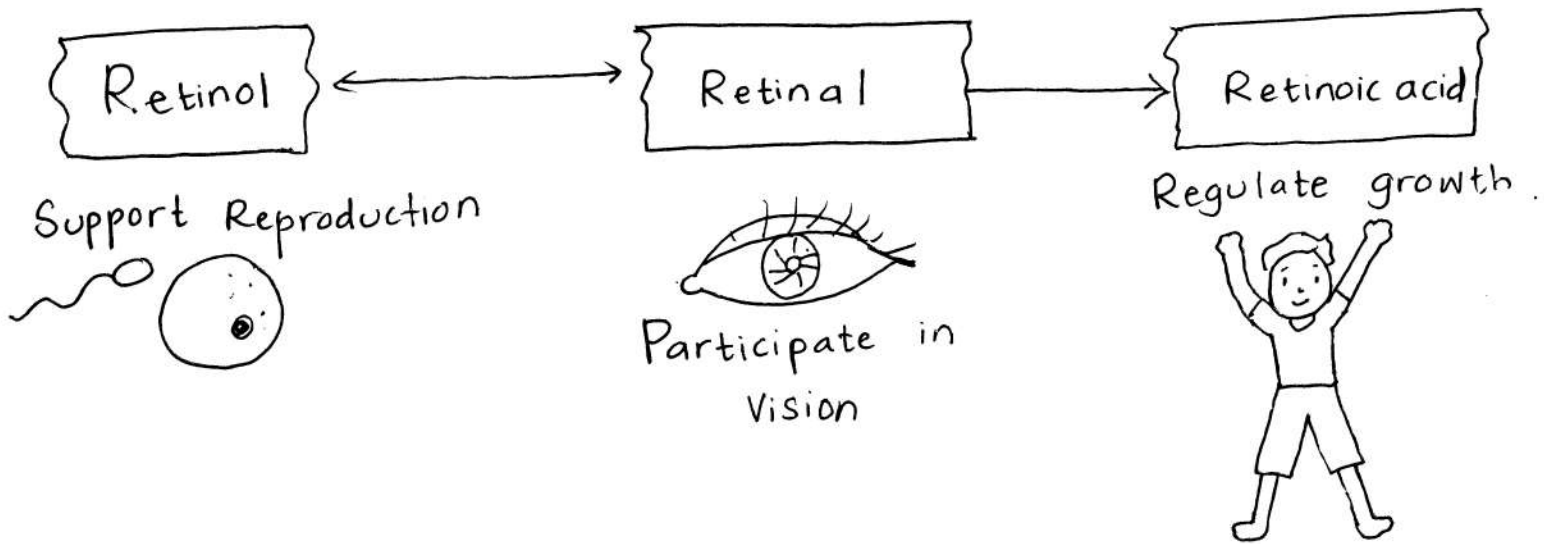 Retinol
Retinal
Retinoic acid
Support Reproduction
Participate in
Vision
Regulate growth.